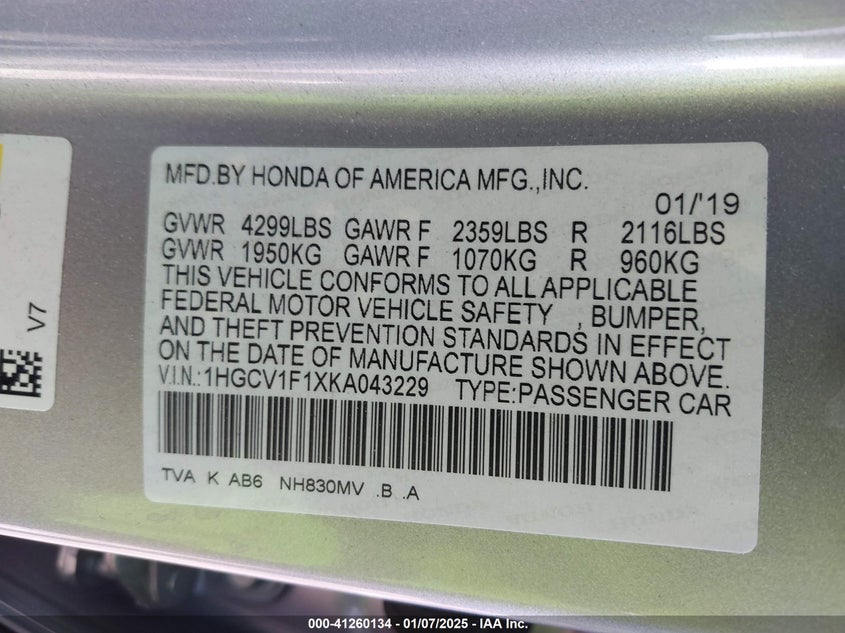 MFD.BY HONDA OF AMERICA MFG.,INC.
01/'19
GVWR 4299LBS GAWR F 2359LBS R 2116LBS
GVWR 1950KG GAWR F 1070KG R 960KG
THIS VEHICLE CONFORMS TO ALL APPLICABLE
FEDERAL MOTOR VEHICLE SAFETY , BUMPER,
AND THEFT PREVENTION STANDARDS IN EFFECT
ON THE DATE OF MANUFACTURE SHOWN ABOVE.
V.I.N.:1HGCV1F1XKA043229 TYPE:PASSENGER CAR
TVA K AB6 NH830MV .B .A
V7
000-41260134 — 01/07/2025 — IAA Inc.